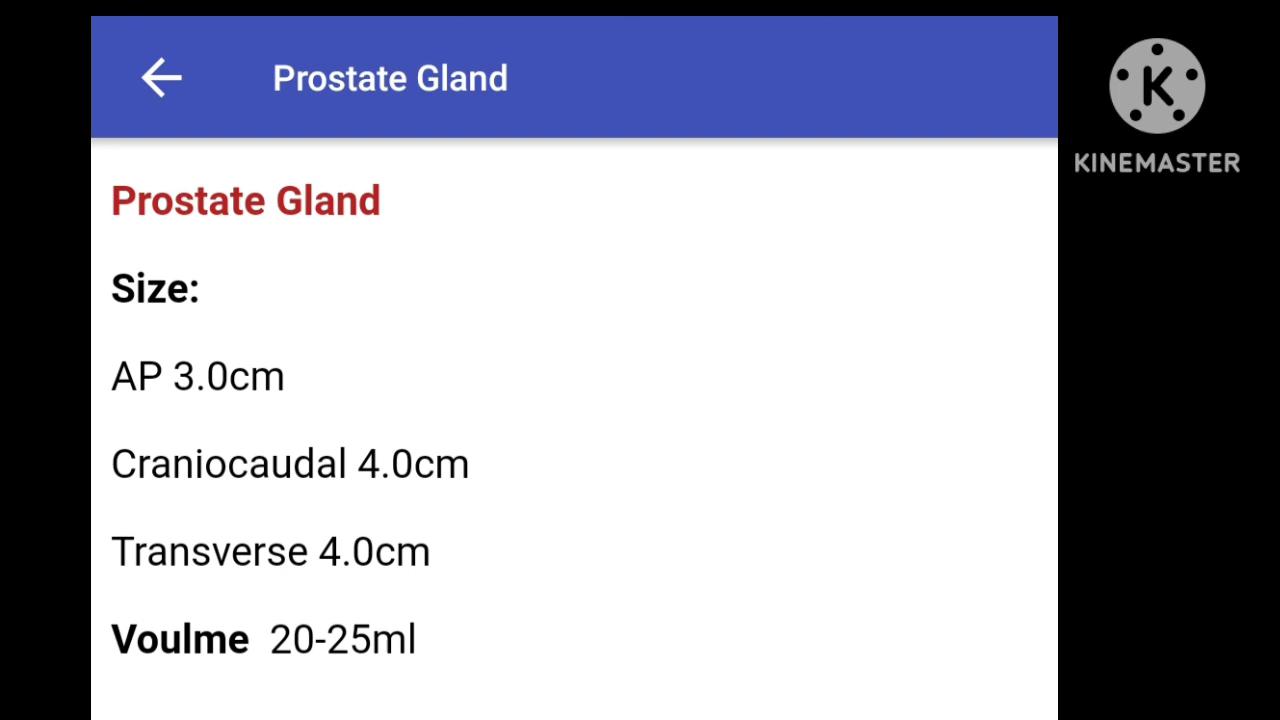 Prostate Gland
K
KINEMASTER
Prostate Gland
Size:
AP 3.0cm
Craniocaudal 4.0cm
Transverse 4.0cm
Voulme 20-25ml